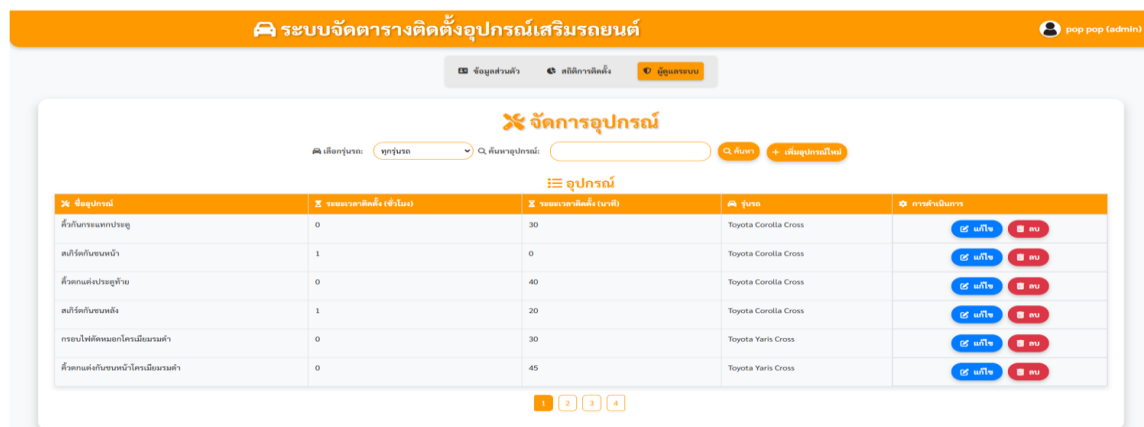 ระบบจัดตารางติดตั้งอุปกรณ์เสริมรถยนต์
pop pop (admin)
ข้อมูลส่วนตัว สถิติการติดตั้ง ผู้ดูแลระบบ
จัดการอุปกรณ์
เลือกรุ่นรถ: ทุกรุ่นรถ ค้นหาอุปกรณ์: ค้นหา + เพิ่มอุปกรณ์ใหม่
อุปกรณ์
ชื่ออุปกรณ์ ระยะเวลาติดตั้ง (ชั่วโมง) ระยะเวลาติดตั้ง (นาที) รุ่นรถ การดำเนินการ
คิ้วกันกระแทกประตู 0 30 Toyota Corolla Cross แก้ไข ลบ
สเกิร์ตกันชนหน้า 1 0 Toyota Corolla Cross แก้ไข ลบ
คิ้วตกแต่งประตูท้าย 0 40 Toyota Corolla Cross แก้ไข ลบ
สเกิร์ตกันชนหลัง 1 20 Toyota Corolla Cross แก้ไข ลบ
กรอบไฟตัดหมอกโครเมียมรมดำ 0 30 Toyota Yaris Cross แก้ไข ลบ
คิ้วตกแต่งกันชนหน้าโครเมียมรมดำ 0 45 Toyota Yaris Cross แก้ไข ลบ
1 2 3 4